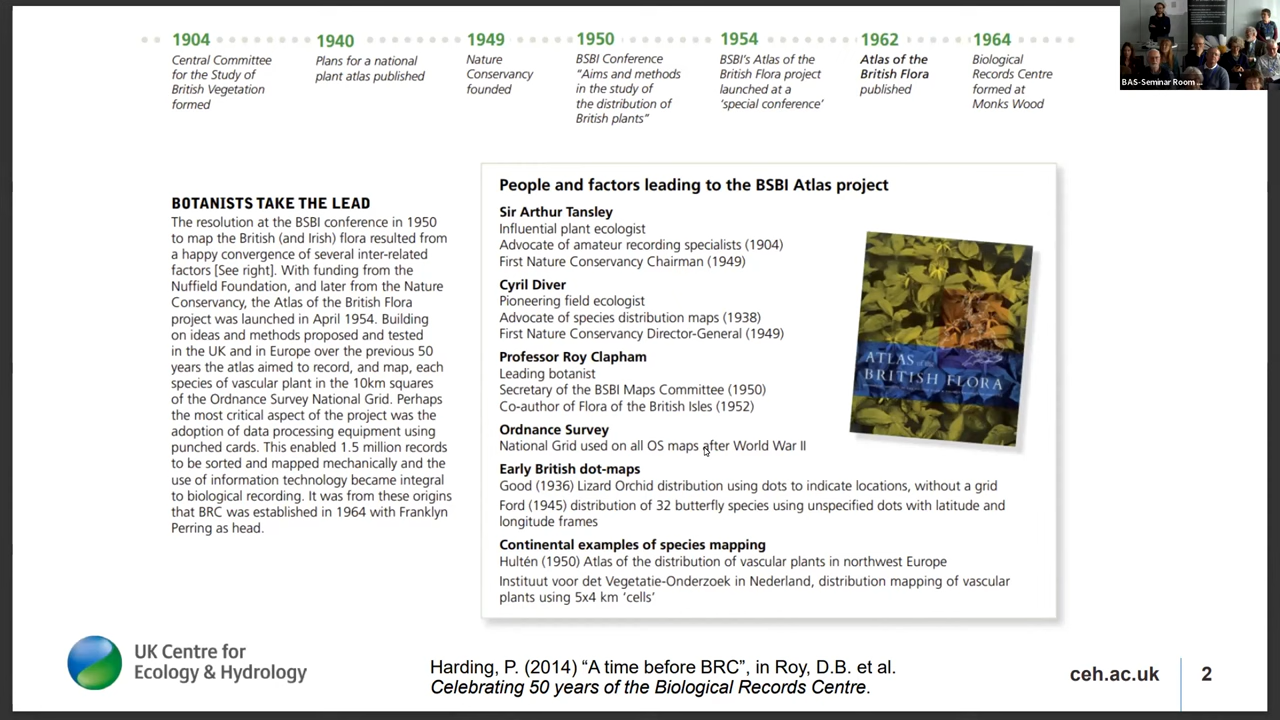 1904
Central Committee
for the Study of
British Vegetation
formed
1940
Plans for a national
plant atlas published
1949
Nature
Conservancy
founded
1950
BSBI Conference
“Aims and methods
in the study of
the distribution of
British plants”
1954
BSBI’s Atlas of the
British Flora project
launched at a
‘special conference’
1962
Atlas of the
British Flora
published
1964
Biological
Records Centre
formed at
Monks Wood
BAS-Seminar Room ...
BOTANISTS TAKE THE LEAD
The resolution at the BSBI conference in 1950
to map the British (and Irish) flora resulted from
a happy convergence of several inter-related
factors [See right]. With funding from the
Nuffield Foundation, and later from the Nature
Conservancy, the Atlas of the British Flora
project was launched in April 1954. Building
on ideas and methods proposed and tested
in the UK and in Europe over the previous 50
years the atlas aimed to record, and map, each
species of vascular plant in the 10km squares
of the Ordnance Survey National Grid. Perhaps
the most critical aspect of the project was the
adoption of data processing equipment using
punched cards. This enabled 1.5 million records
to be sorted and mapped mechanically and the
use of information technology became integral
to biological recording. It was from these origins
that BRC was established in 1964 with Franklyn
Perring as head.
People and factors leading to the BSBI Atlas project
Sir Arthur Tansley
Influential plant ecologist
Advocate of amateur recording specialists (1904)
First Nature Conservancy Chairman (1949)
Cyril Diver
Pioneering field ecologist
Advocate of species distribution maps (1938)
First Nature Conservancy Director-General (1949)
Professor Roy Clapham
Leading botanist
Secretary of the BSBI Maps Committee (1950)
Co-author of Flora of the British Isles (1952)
Ordnance Survey
National Grid used on all OS maps after World War II
Early British dot-maps
Good (1936) Lizard Orchid distribution using dots to indicate locations, without a grid
Ford (1945) distribution of 32 butterfly species using unspecified dots with latitude and
longitude frames
Continental examples of species mapping
Hultén (1950) Atlas of the distribution of vascular plants in northwest Europe
Instituut voor det Vegetatie-Onderzoek in Nederland, distribution mapping of vascular
plants using 5x4 km ‘cells’
ATLAS of the
BRITISH FLORA
UK Centre for
Ecology & Hydrology
Harding, P. (2014) “A time before BRC”, in Roy, D.B. et al.
Celebrating 50 years of the Biological Records Centre.
ceh.ac.uk
2